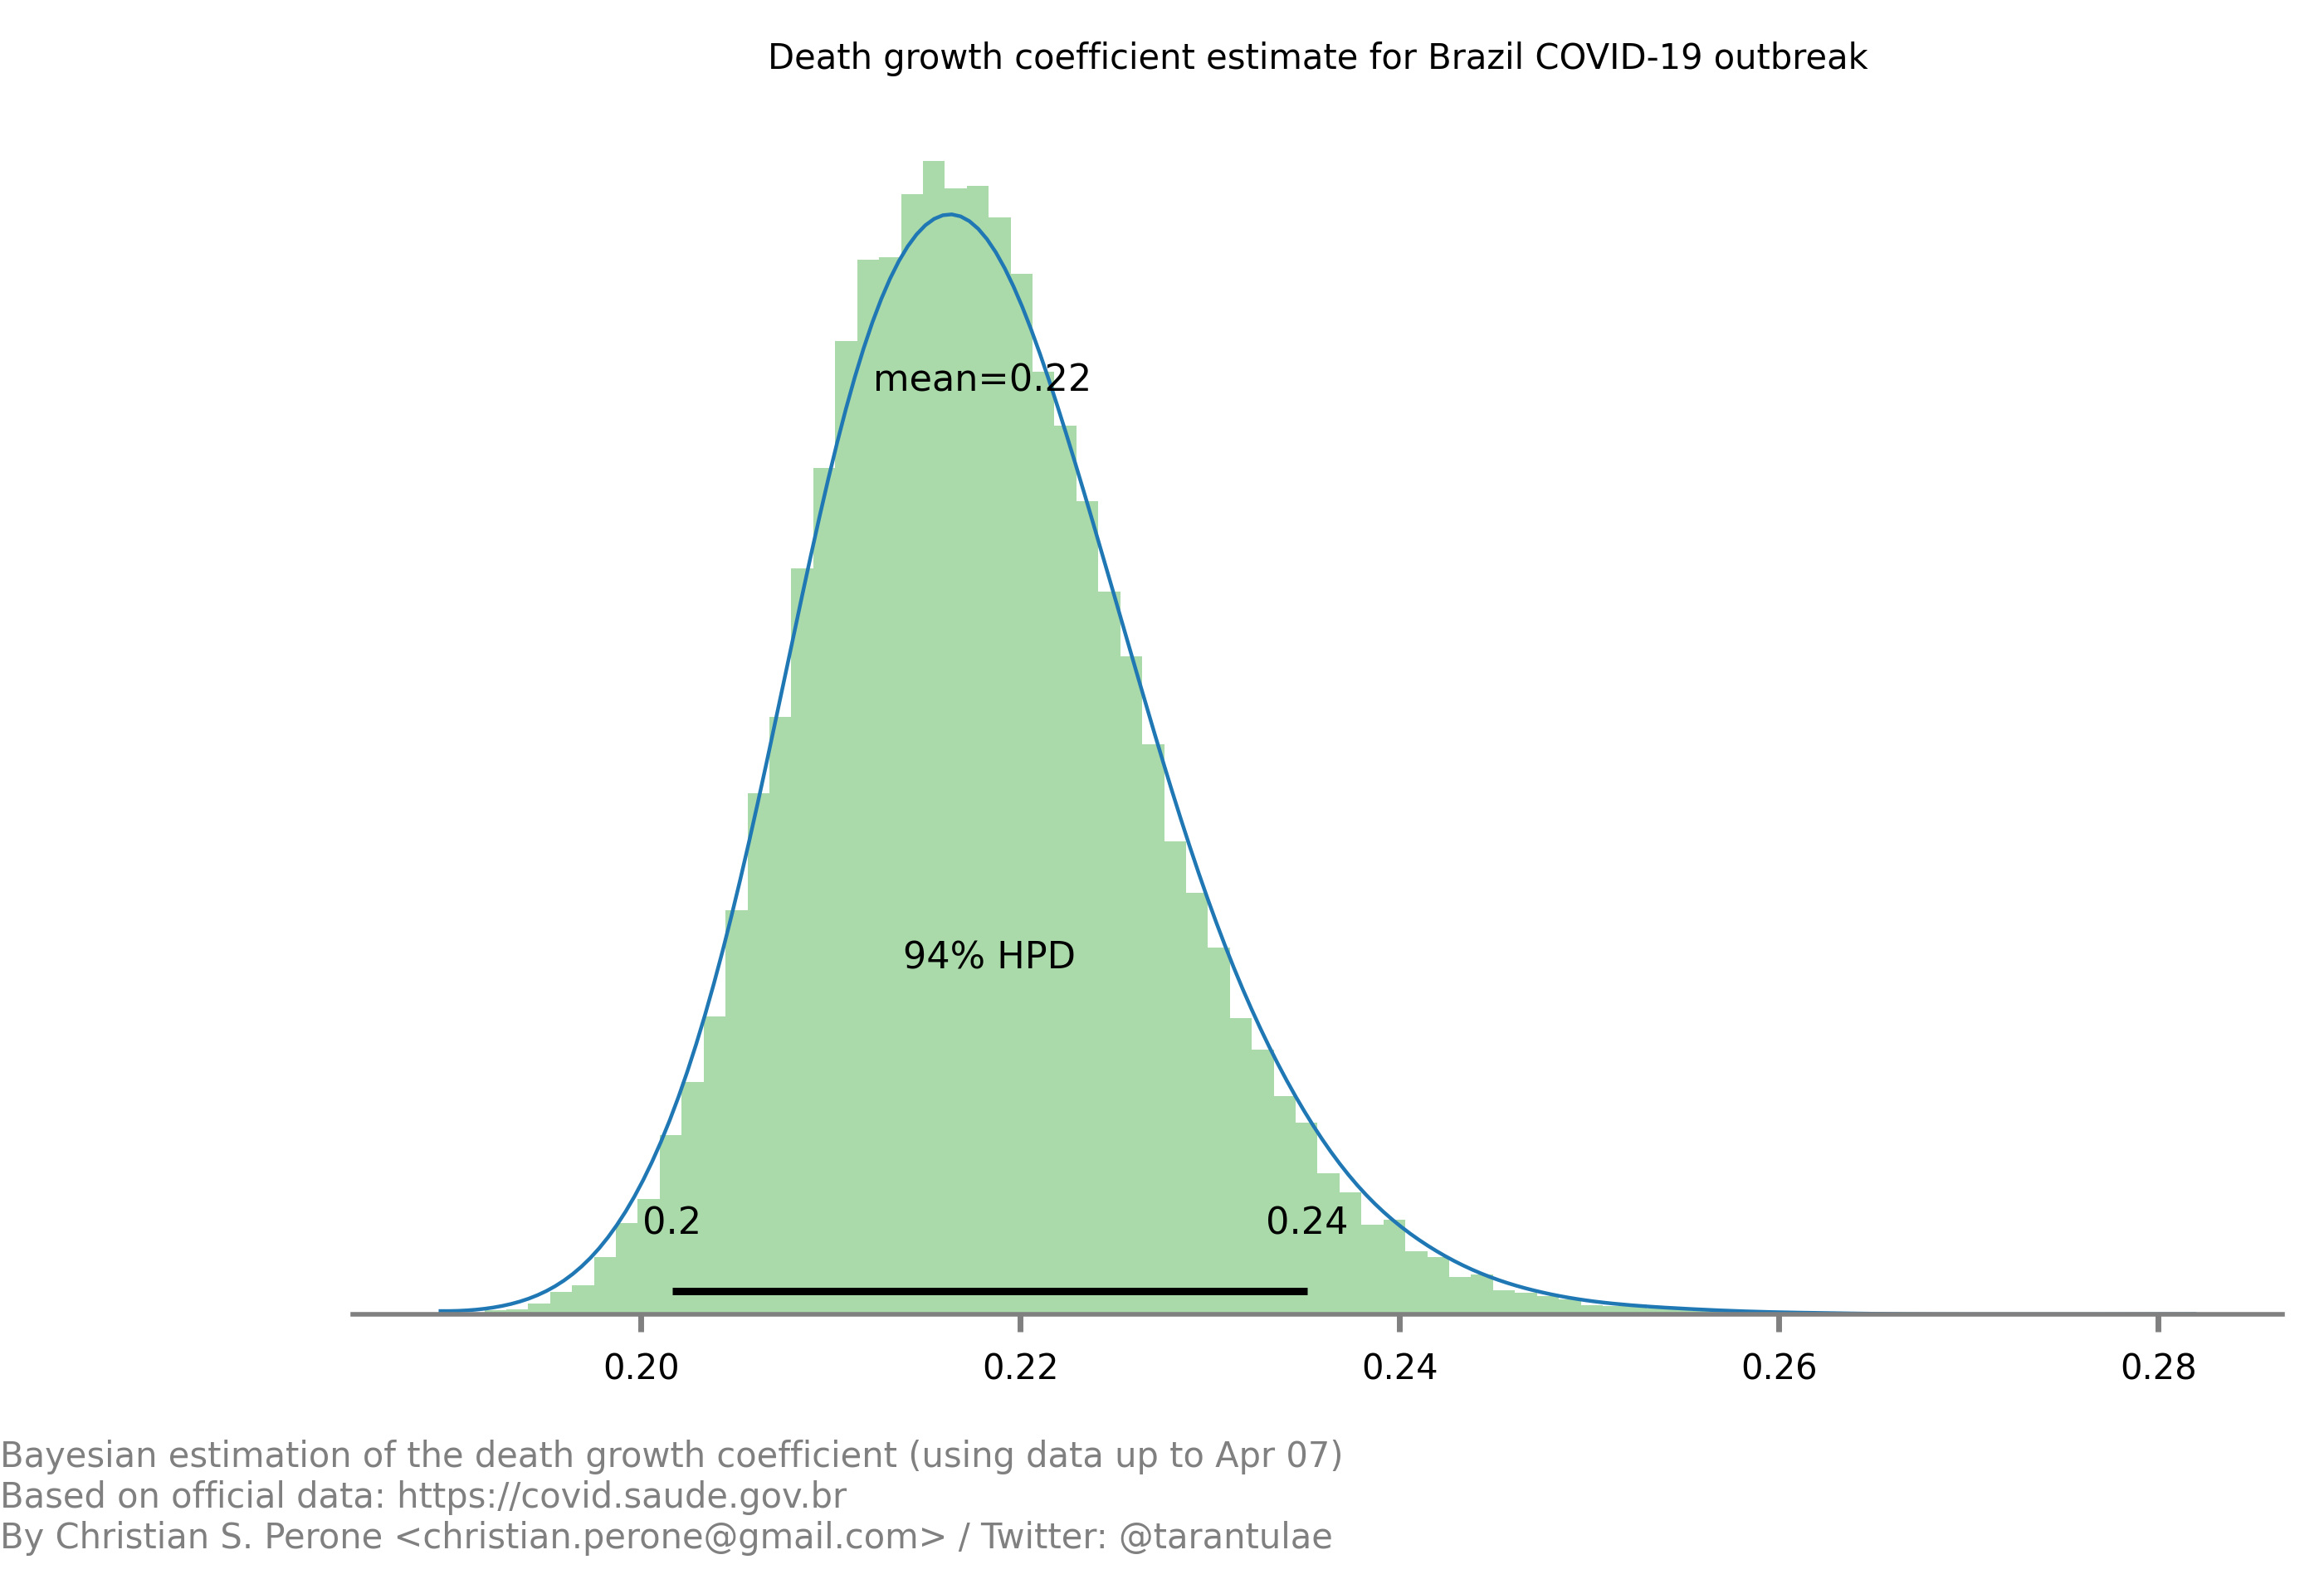 Death growth coefficient estimate for Brazil COVID-19 outbreak
mean=0.22
94% HPD
0.2 0.24
0.20 0.22 0.24 0.26 0.28
Bayesian estimation of the death growth coefficient (using data up to Apr 07)
Based on official data: https://covid.saude.gov.br
By Christian S. Perone <christian.perone@gmail.com> / Twitter: @tarantulae